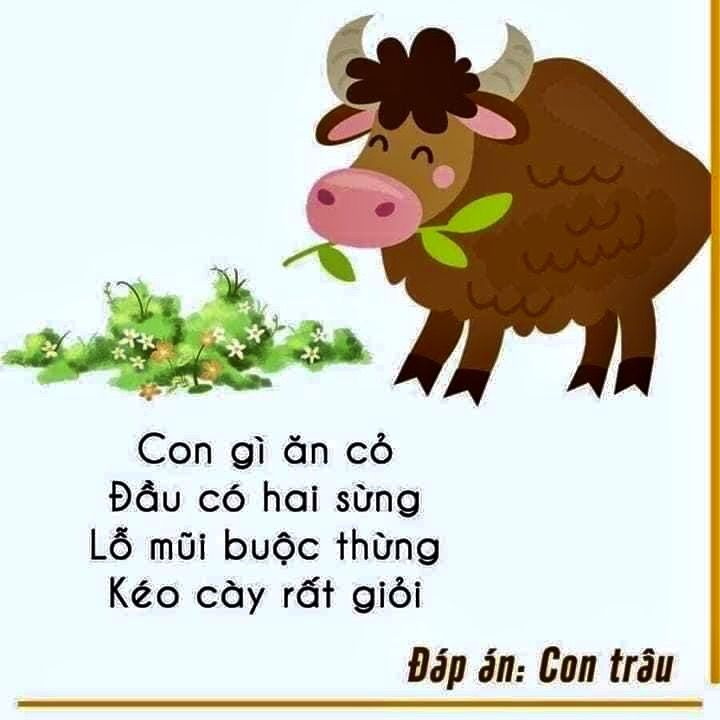 Con gì ăn cỏ
Đầu có hai sừng
Lỗ mũi buộc thừng
Kéo cày rất giỏi
Đáp án: Con trâu